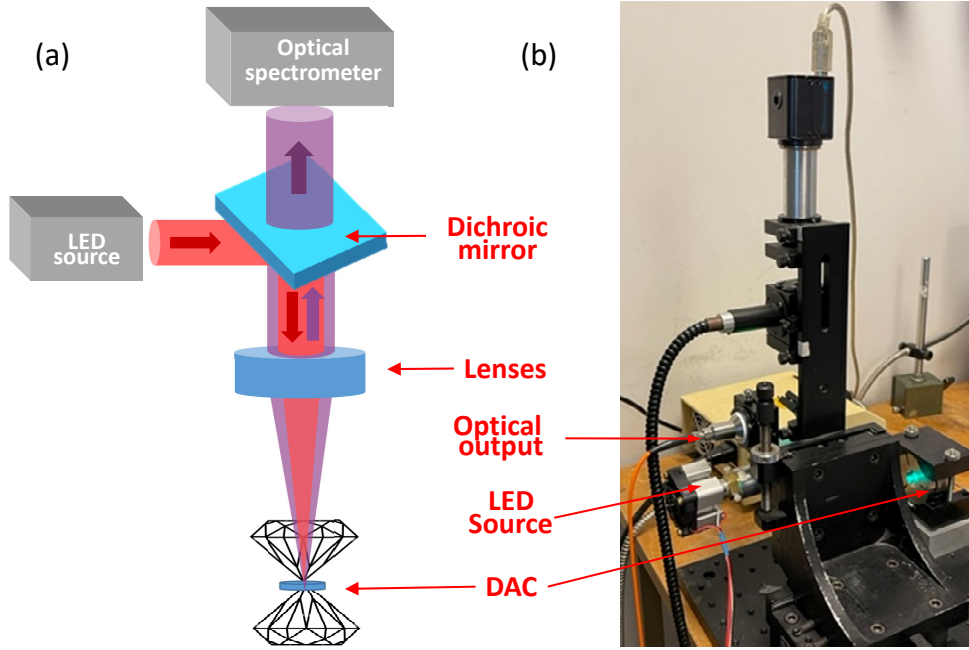 (a)
Optical
spectrometer
LED
source
Dichroic
mirror
Lenses
Optical
output
LED
Source
DAC
(b)